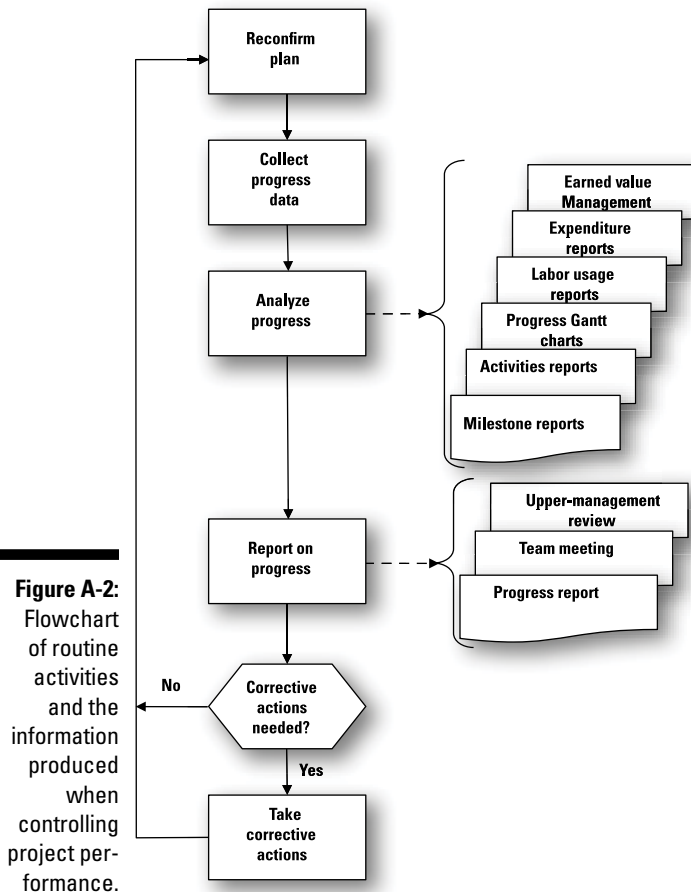 Reconfirm
plan
Collect
progress
data
Analyze
progress
Earned value
Management
Expenditure
reports
Labor usage
reports
Progress Gantt
charts
Activities reports
Milestone reports
Report on
progress
Upper-management
review
Team meeting
Progress report
Corrective
actions
needed?
No
Yes
Take
corrective
actions
Figure A-2:
Flowchart
of routine
activities
and the
information
produced
when
controlling
project per-
formance.